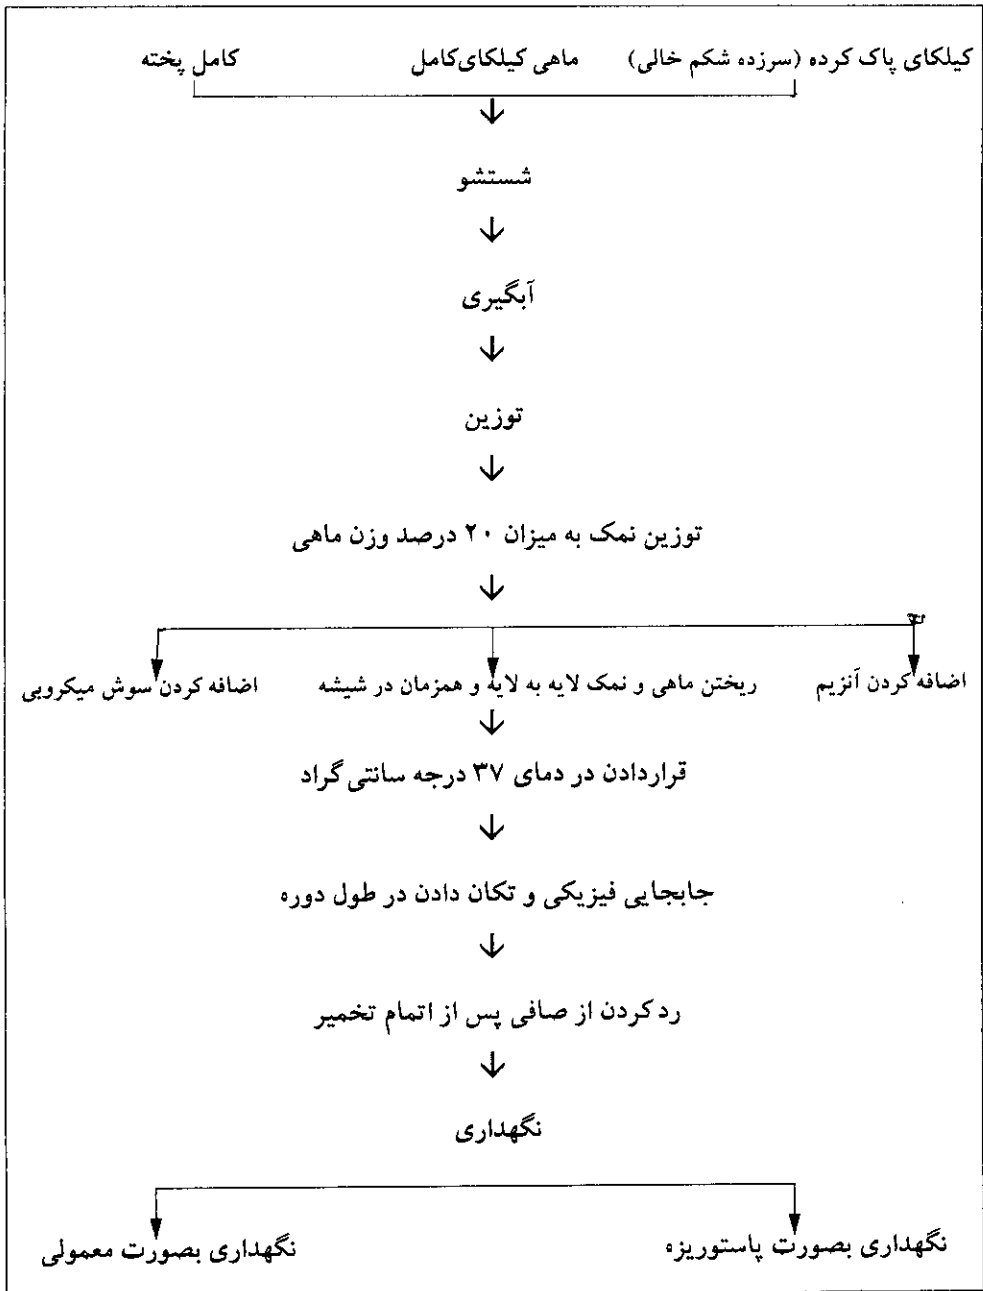 کیلکای پاک کرده (سرزده شکم خالی) ماهی کیلکای کامل کامل پخته
شستشو
آبگیری
توزین
توزین نمک به میزان ۲۰ درصد وزن ماهی
اضافه کردن آنزیم ریختن ماهی و نمک لایه به لایه و همزمان در شیشه اضافه کردن سوش میکروبی
قراردادن در دمای ۳۷ درجه سانتی گراد
جابجایی فیزیکی و تکان دادن در طول دوره
رد کردن از صافی پس از اتمام تخمیر
نگهداری
نگهداری بصورت پاستوریزه نگهداری بصورت معمولی